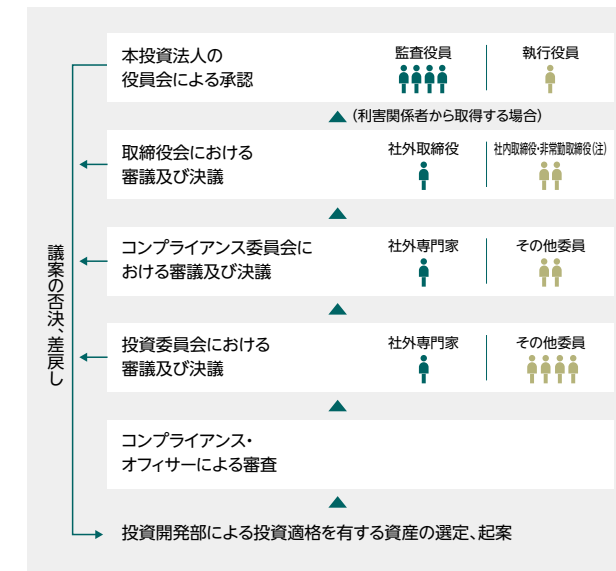 本投資法人の
役員会による承認
監査役員
執行役員
(利害関係者から取得する場合)
取締役会における
審議及び決議
社外取締役
社内取締役・非常勤取締役(注)
コンプライアンス委員会に
おける審議及び決議
社外専門家
その他委員
投資委員会における
審議及び決議
社外専門家
その他委員
コンプライアンス・
オフィサーによる審査
投資開発部による投資適格を有する資産の選定、起案
議案の否決、差戻し